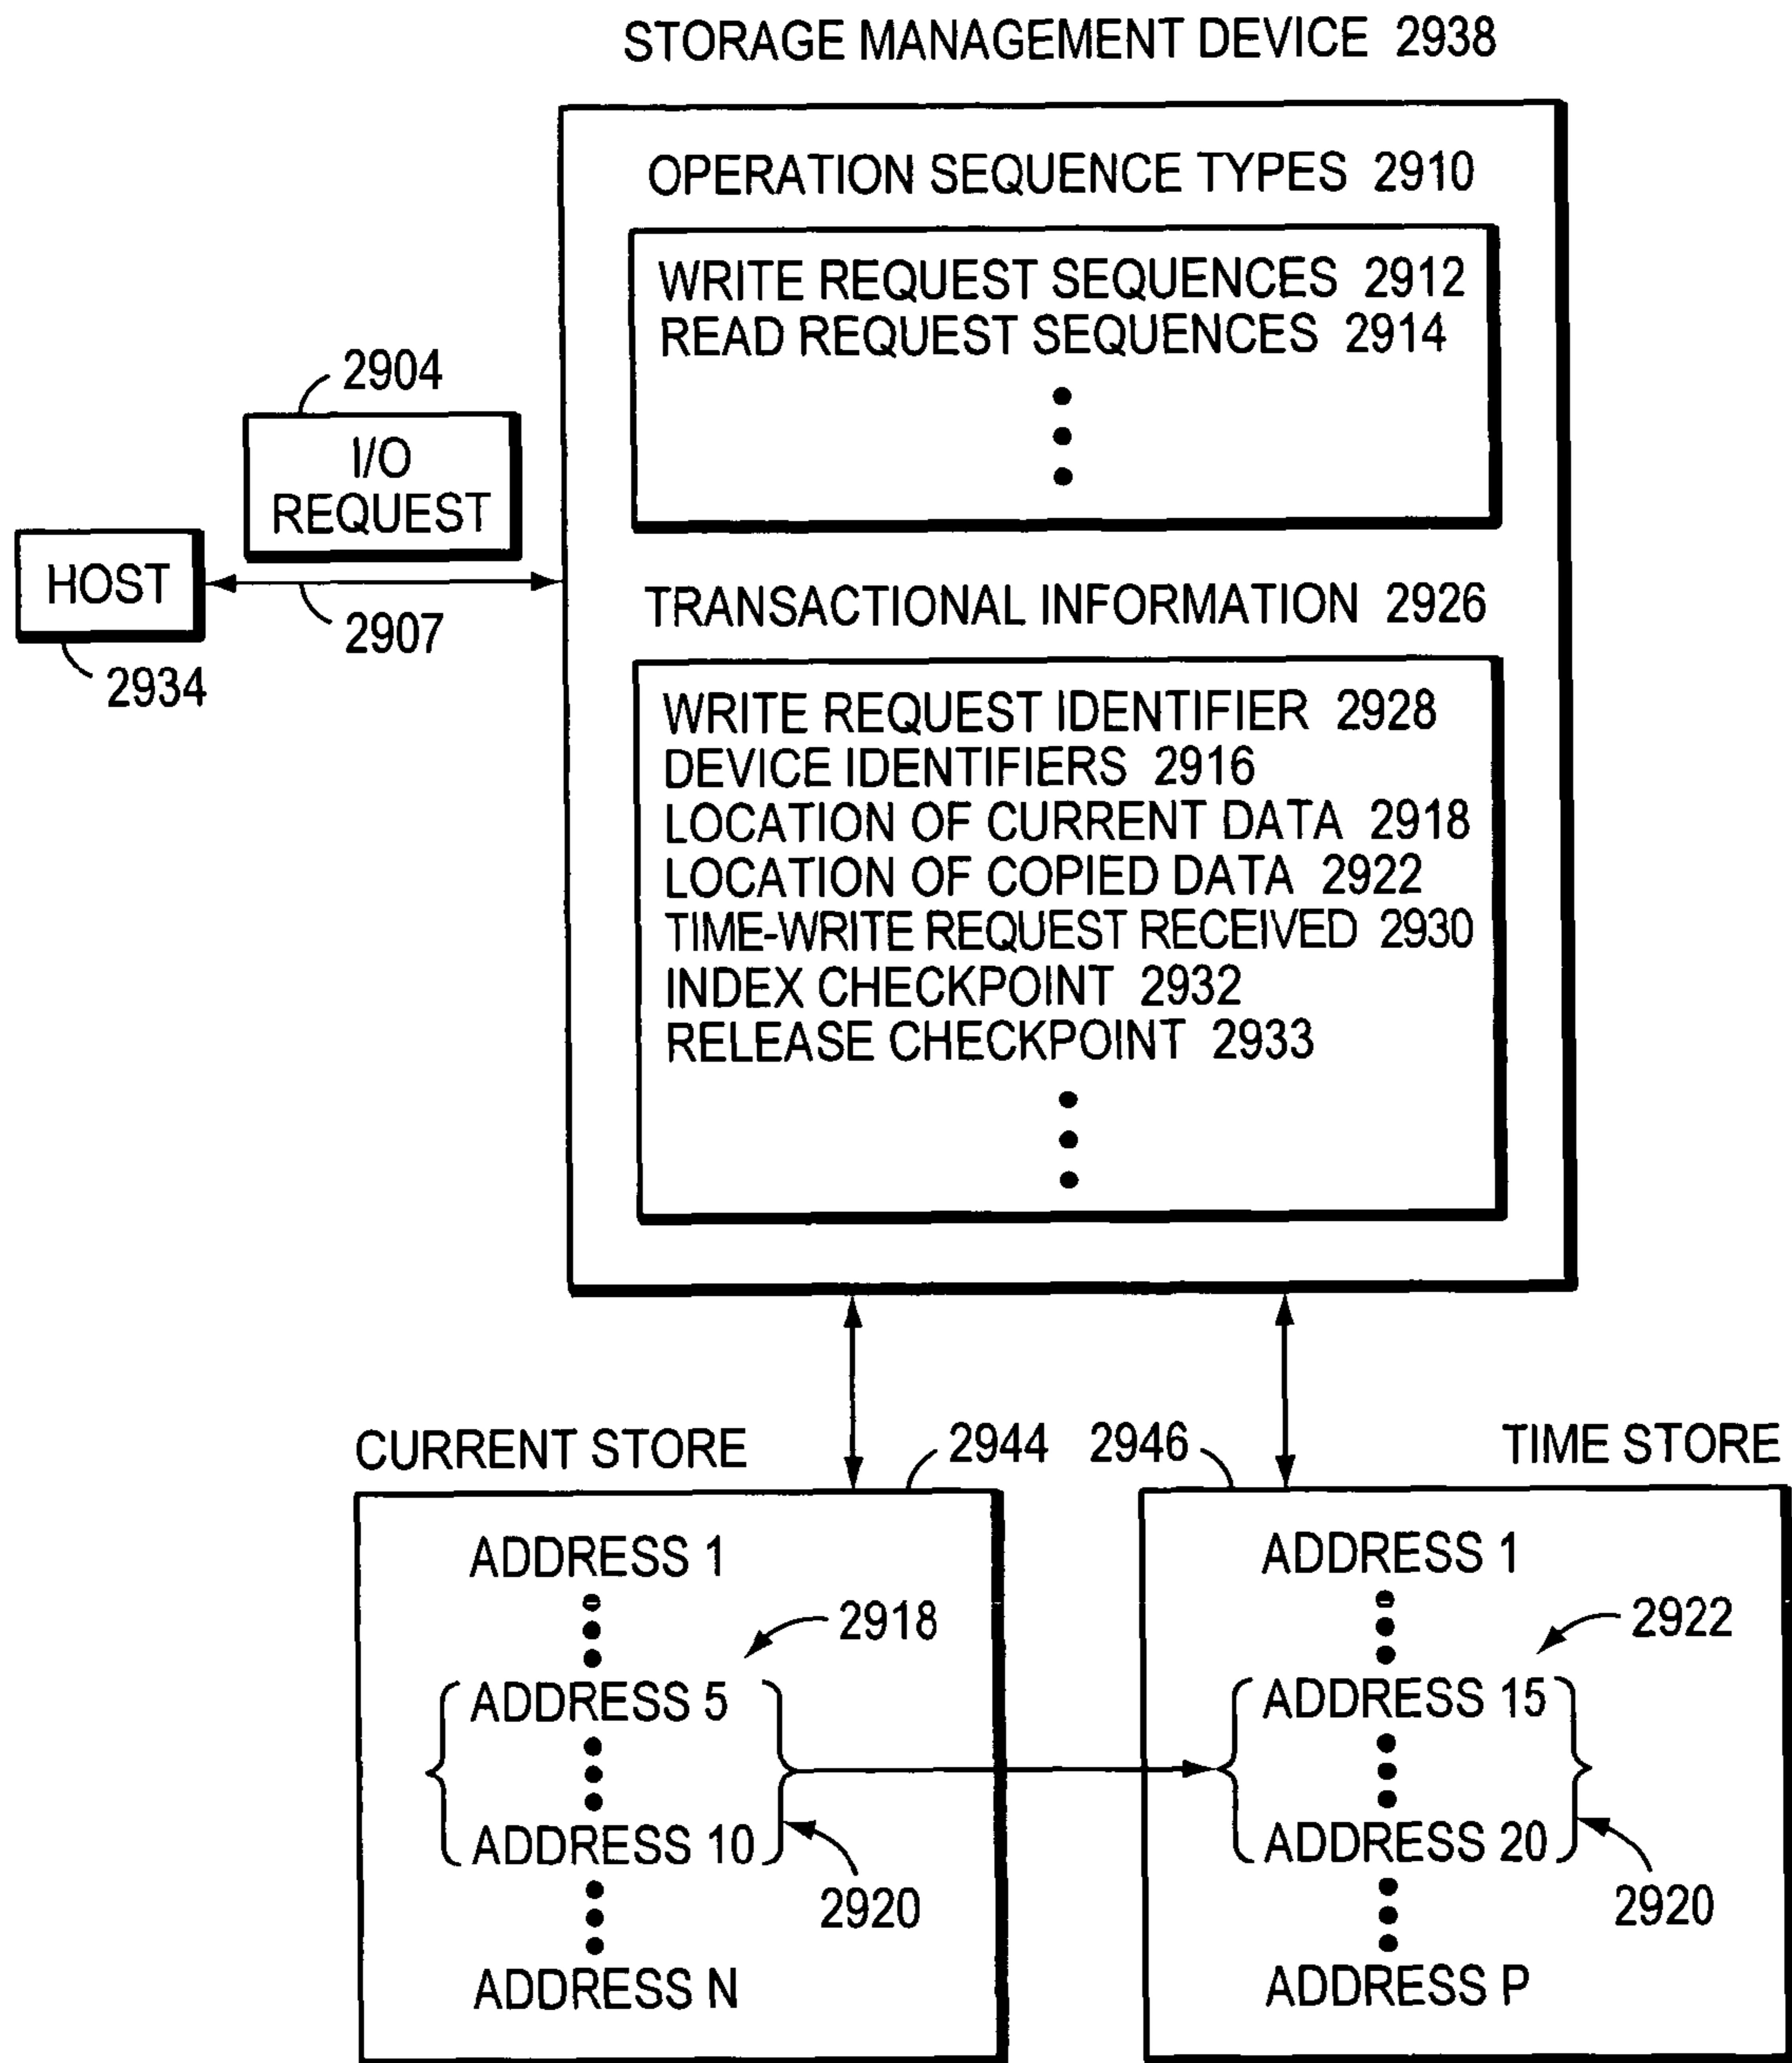 STORAGE MANAGEMENT DEVICE 2938
OPERATION SEQUENCE TYPES 2910
WRITE REQUEST SEQUENCES 2912
READ REQUEST SEQUENCES 2914
2904
I/O
REQUEST
HOST
2907
2934
TRANSACTIONAL INFORMATION 2926
WRITE REQUEST IDENTIFIER 2928
DEVICE IDENTIFIERS 2916
LOCATION OF CURRENT DATA 2918
LOCATION OF COPIED DATA 2922
TIME-WRITE REQUEST RECEIVED 2930
INDEX CHECKPOINT 2932
RELEASE CHECKPOINT 2933
CURRENT STORE
2944
2946
TIME STORE
ADDRESS 1
2918
ADDRESS 5
ADDRESS 10
2920
ADDRESS N
ADDRESS 1
2922
ADDRESS 15
ADDRESS 20
2920
ADDRESS P